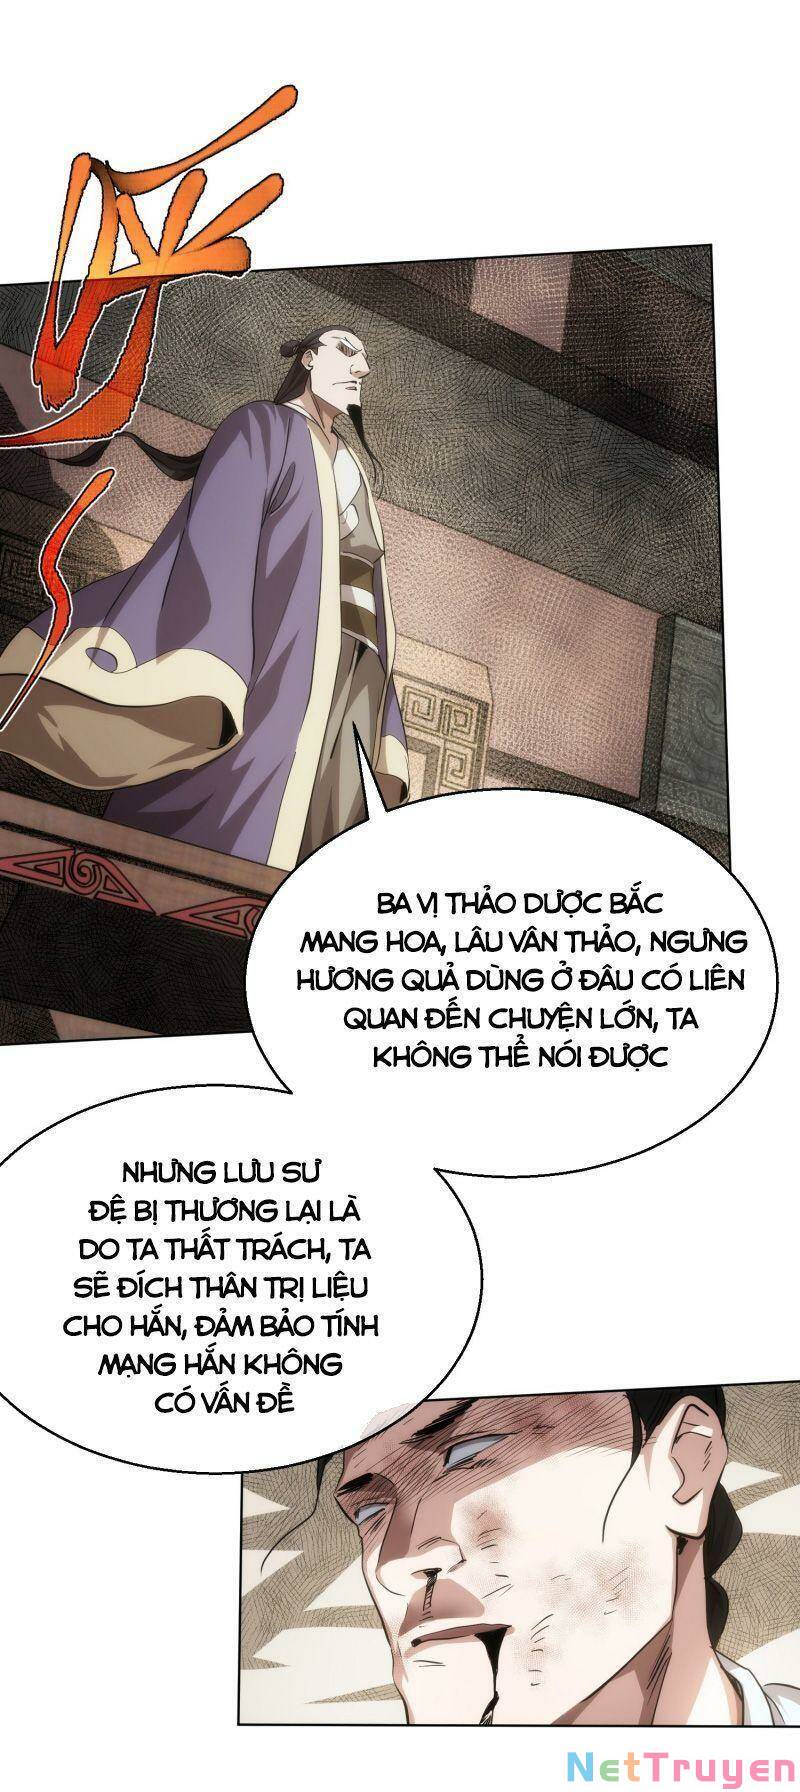 哼
BA VỊ THẢO DƯỢC BẮC
MANG HOA, LÂU VÂN THẢO, NGƯNG
HƯƠNG QUẢ DÙNG Ở ĐÂU CÓ LIÊN
QUAN ĐẾN CHUYỆN LỚN, TA
KHÔNG THỂ NÓI ĐƯỢC
NHƯNG LƯU SƯ
ĐỆ BỊ THƯƠNG LẠI LÀ
DO TA THẤT TRÁCH, TA
SẼ ĐÍCH THÂN TRỊ LIỆU
CHO HẮN, ĐẢM BẢO TÍNH
MẠNG HẮN KHÔNG
CÓ VẤN ĐỀ
NetTruyen